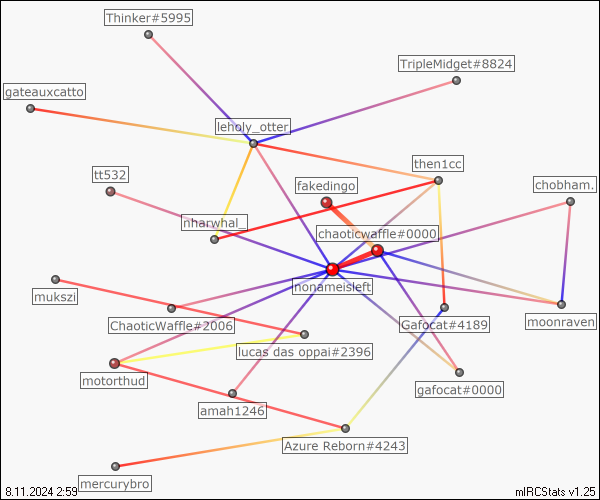 Thinker#5995
TripleMidget#8824
gateauxcatto
leholy_otter
then1cc
tt532
fakedingo
chobham.
nharwhal_
chaoticwaffle#0000
nonameisleft
mukszi
ChaoticWaffle#2006
Gafocat#4189
moonraven
lucas das oppai#2396
motorthud
gafocat#0000
amah1246
Azure Reborn#4243
mercurybro
8.11.2024 2:59
mIRCStats v1.25